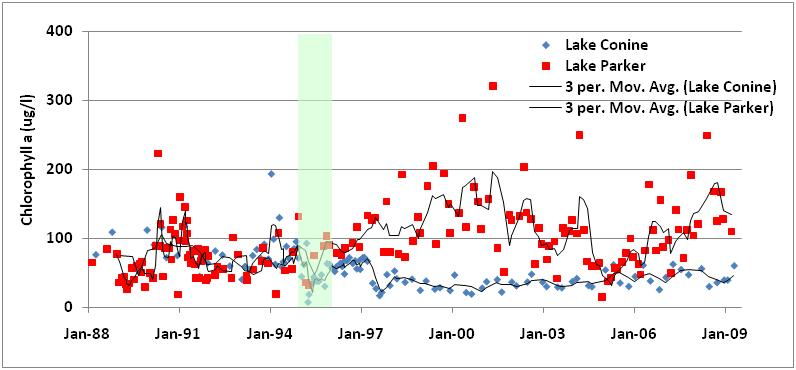 400
300
200
100
0
Chlorophyll a (ug/l)
Lake Conine
Lake Parker
3 per. Mov. Avg. (Lake Conine)
3 per. Mov. Avg. (Lake Parker)
Jan-88 Jan-91 Jan-94 Jan-97 Jan-00 Jan-03 Jan-06 Jan-09